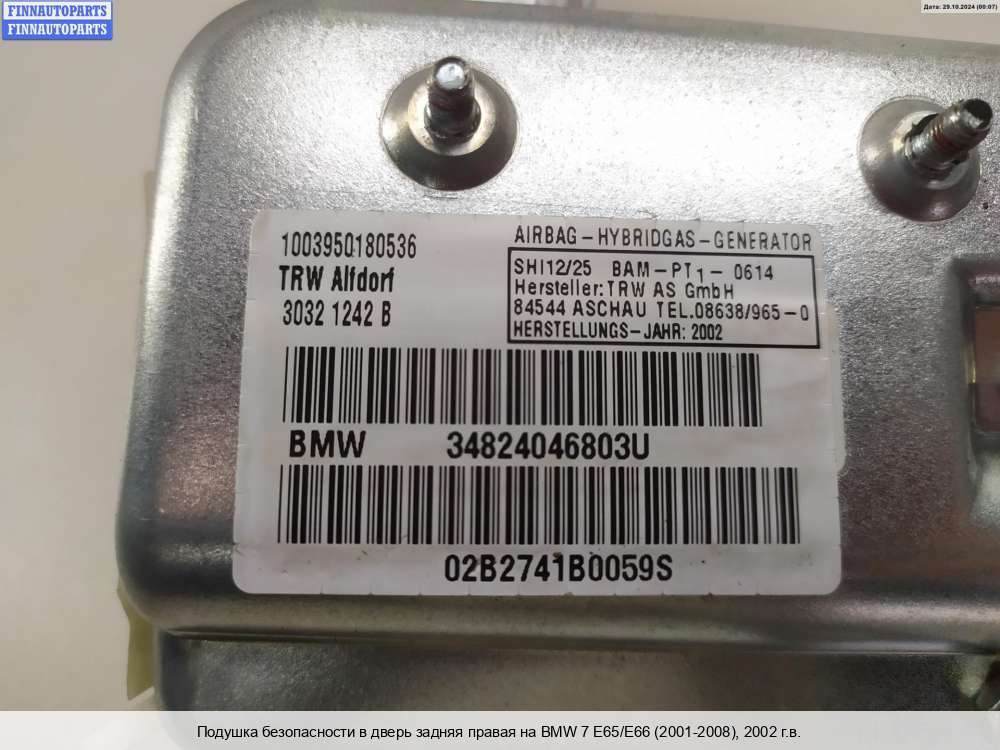 FINNAUTOPARTS
FINNAUTOPARTS
Дата: 29.10.2024 (00:07)
1003950180536
TRW Alfdorf
3032 1242 B
AIRBAG-HYBRIDGAS-GENERATOR
SHI12/25 BAM-PT1-0614
Hersteller: TRW AS GmbH
84544 ASCHAU TEL.08638/965-0
HERSTELLUNGS-JAHR: 2002
BMW 34824046803U
02B2741B0059S
Подушка безопасности в дверь задняя правая на BMW 7 E65/E66 (2001-2008), 2002 г.в.